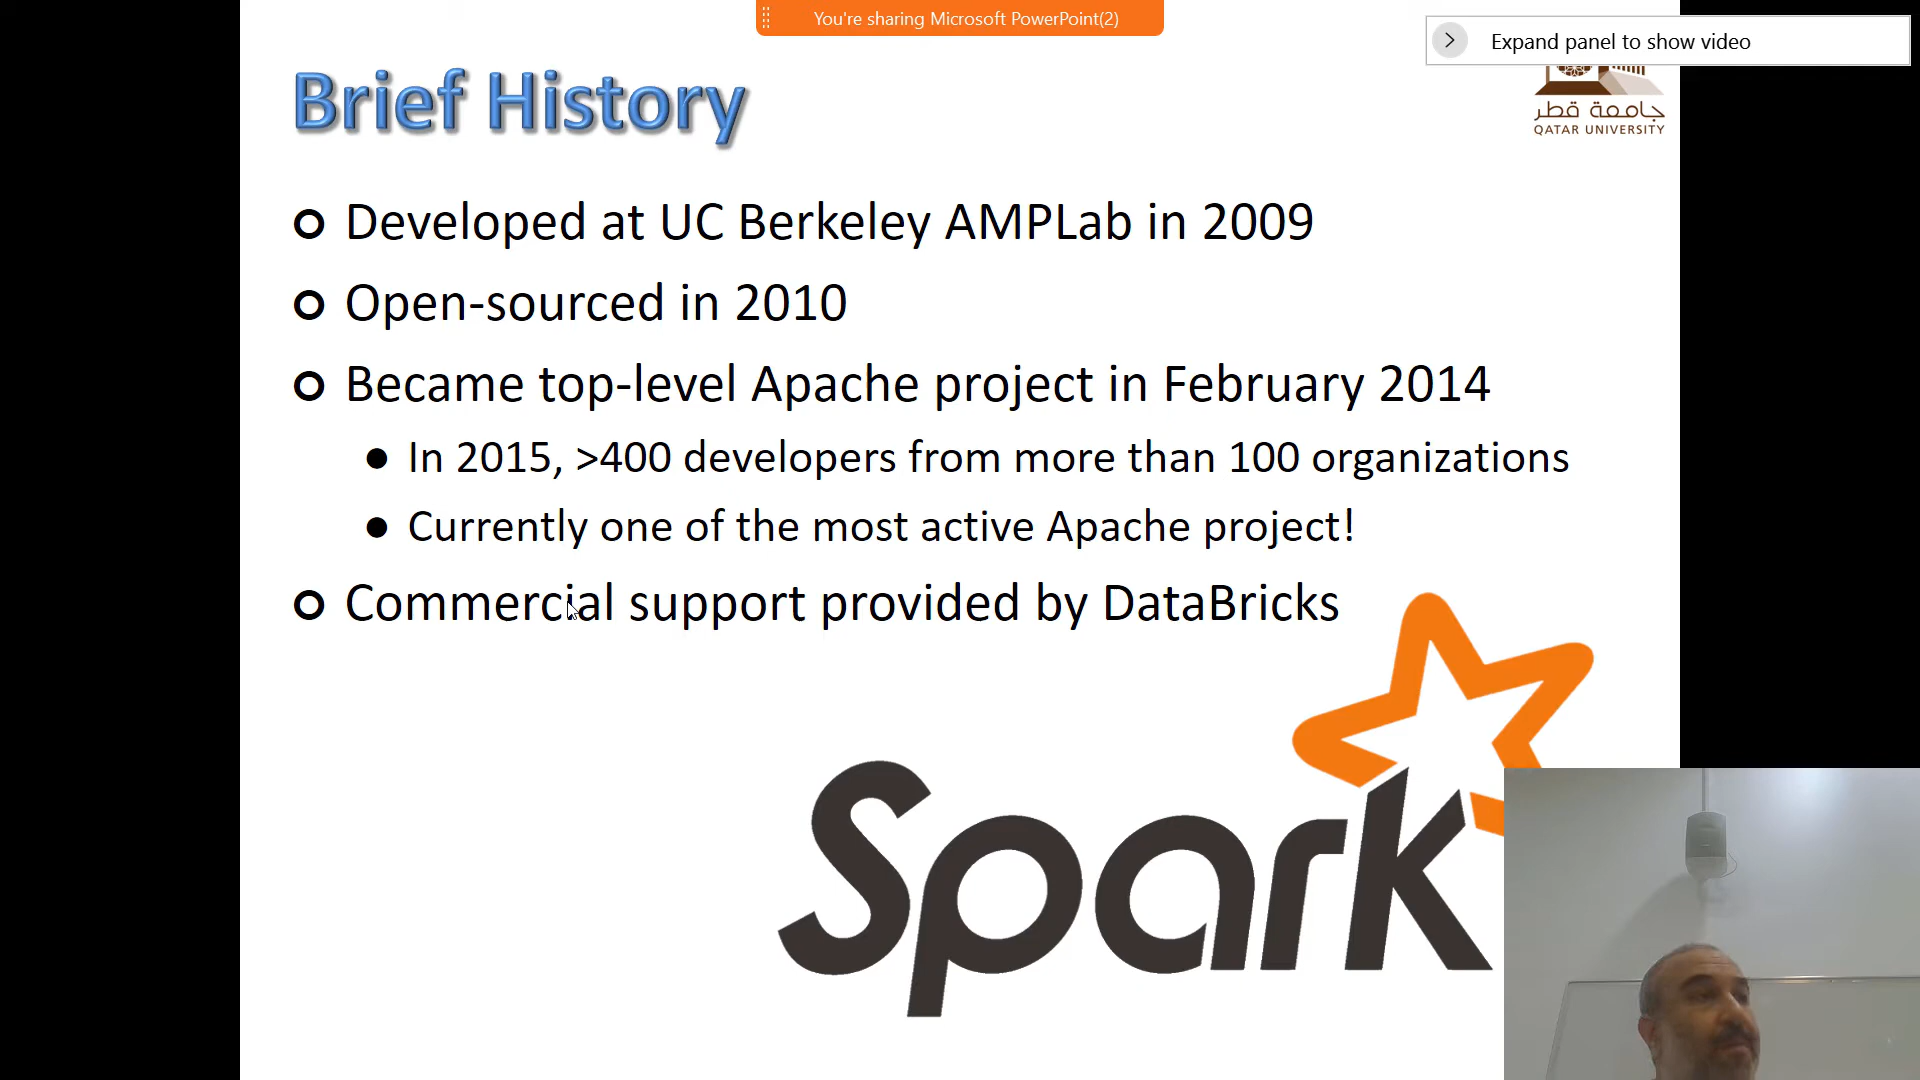 You're sharing Microsoft PowerPoint(2)
Expand panel to show video
Brief History
جامعة قطر
QATAR UNIVERSITY
Developed at UC Berkeley AMPLab in 2009
Open-sourced in 2010
Became top-level Apache project in February 2014
In 2015, >400 developers from more than 100 organizations
Currently one of the most active Apache project!
Commercial support provided by DataBricks
Spark